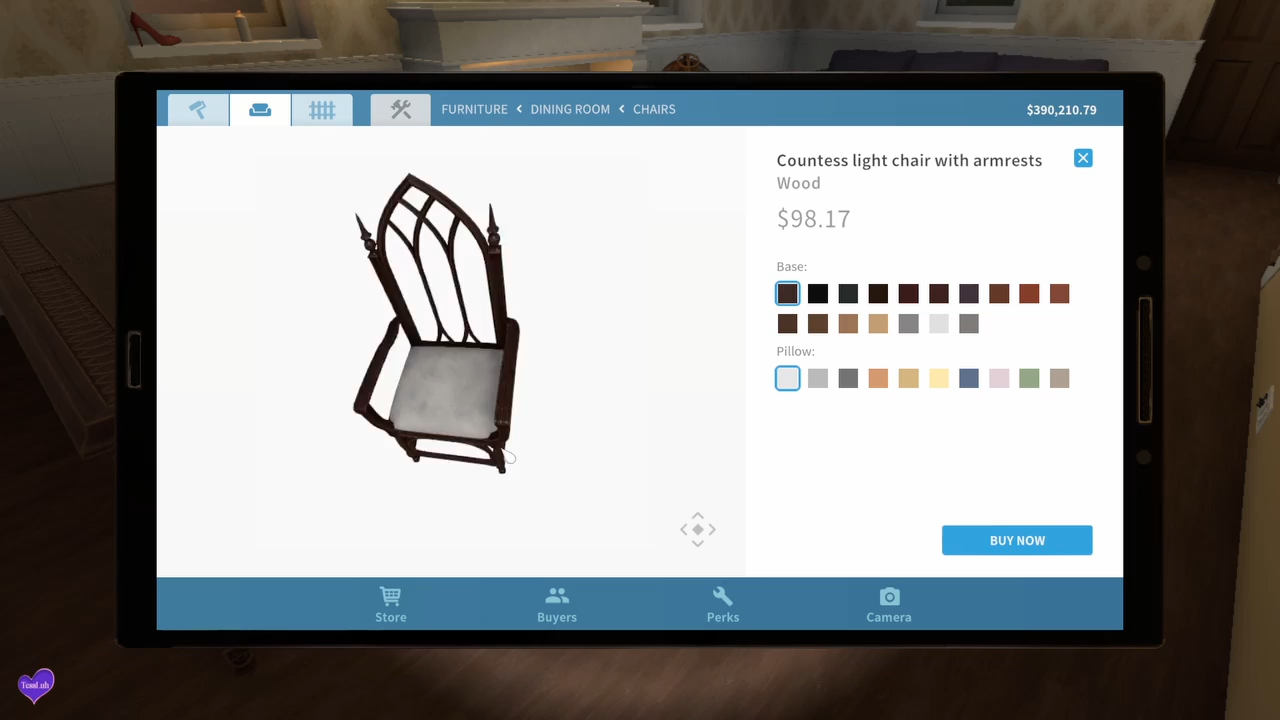 FURNITURE < DINING ROOM < CHAIRS
$390,210.79
Countess light chair with armrests
Wood
$98.17
Base:
Pillow:
BUY NOW
Store
Buyers
Perks
Camera